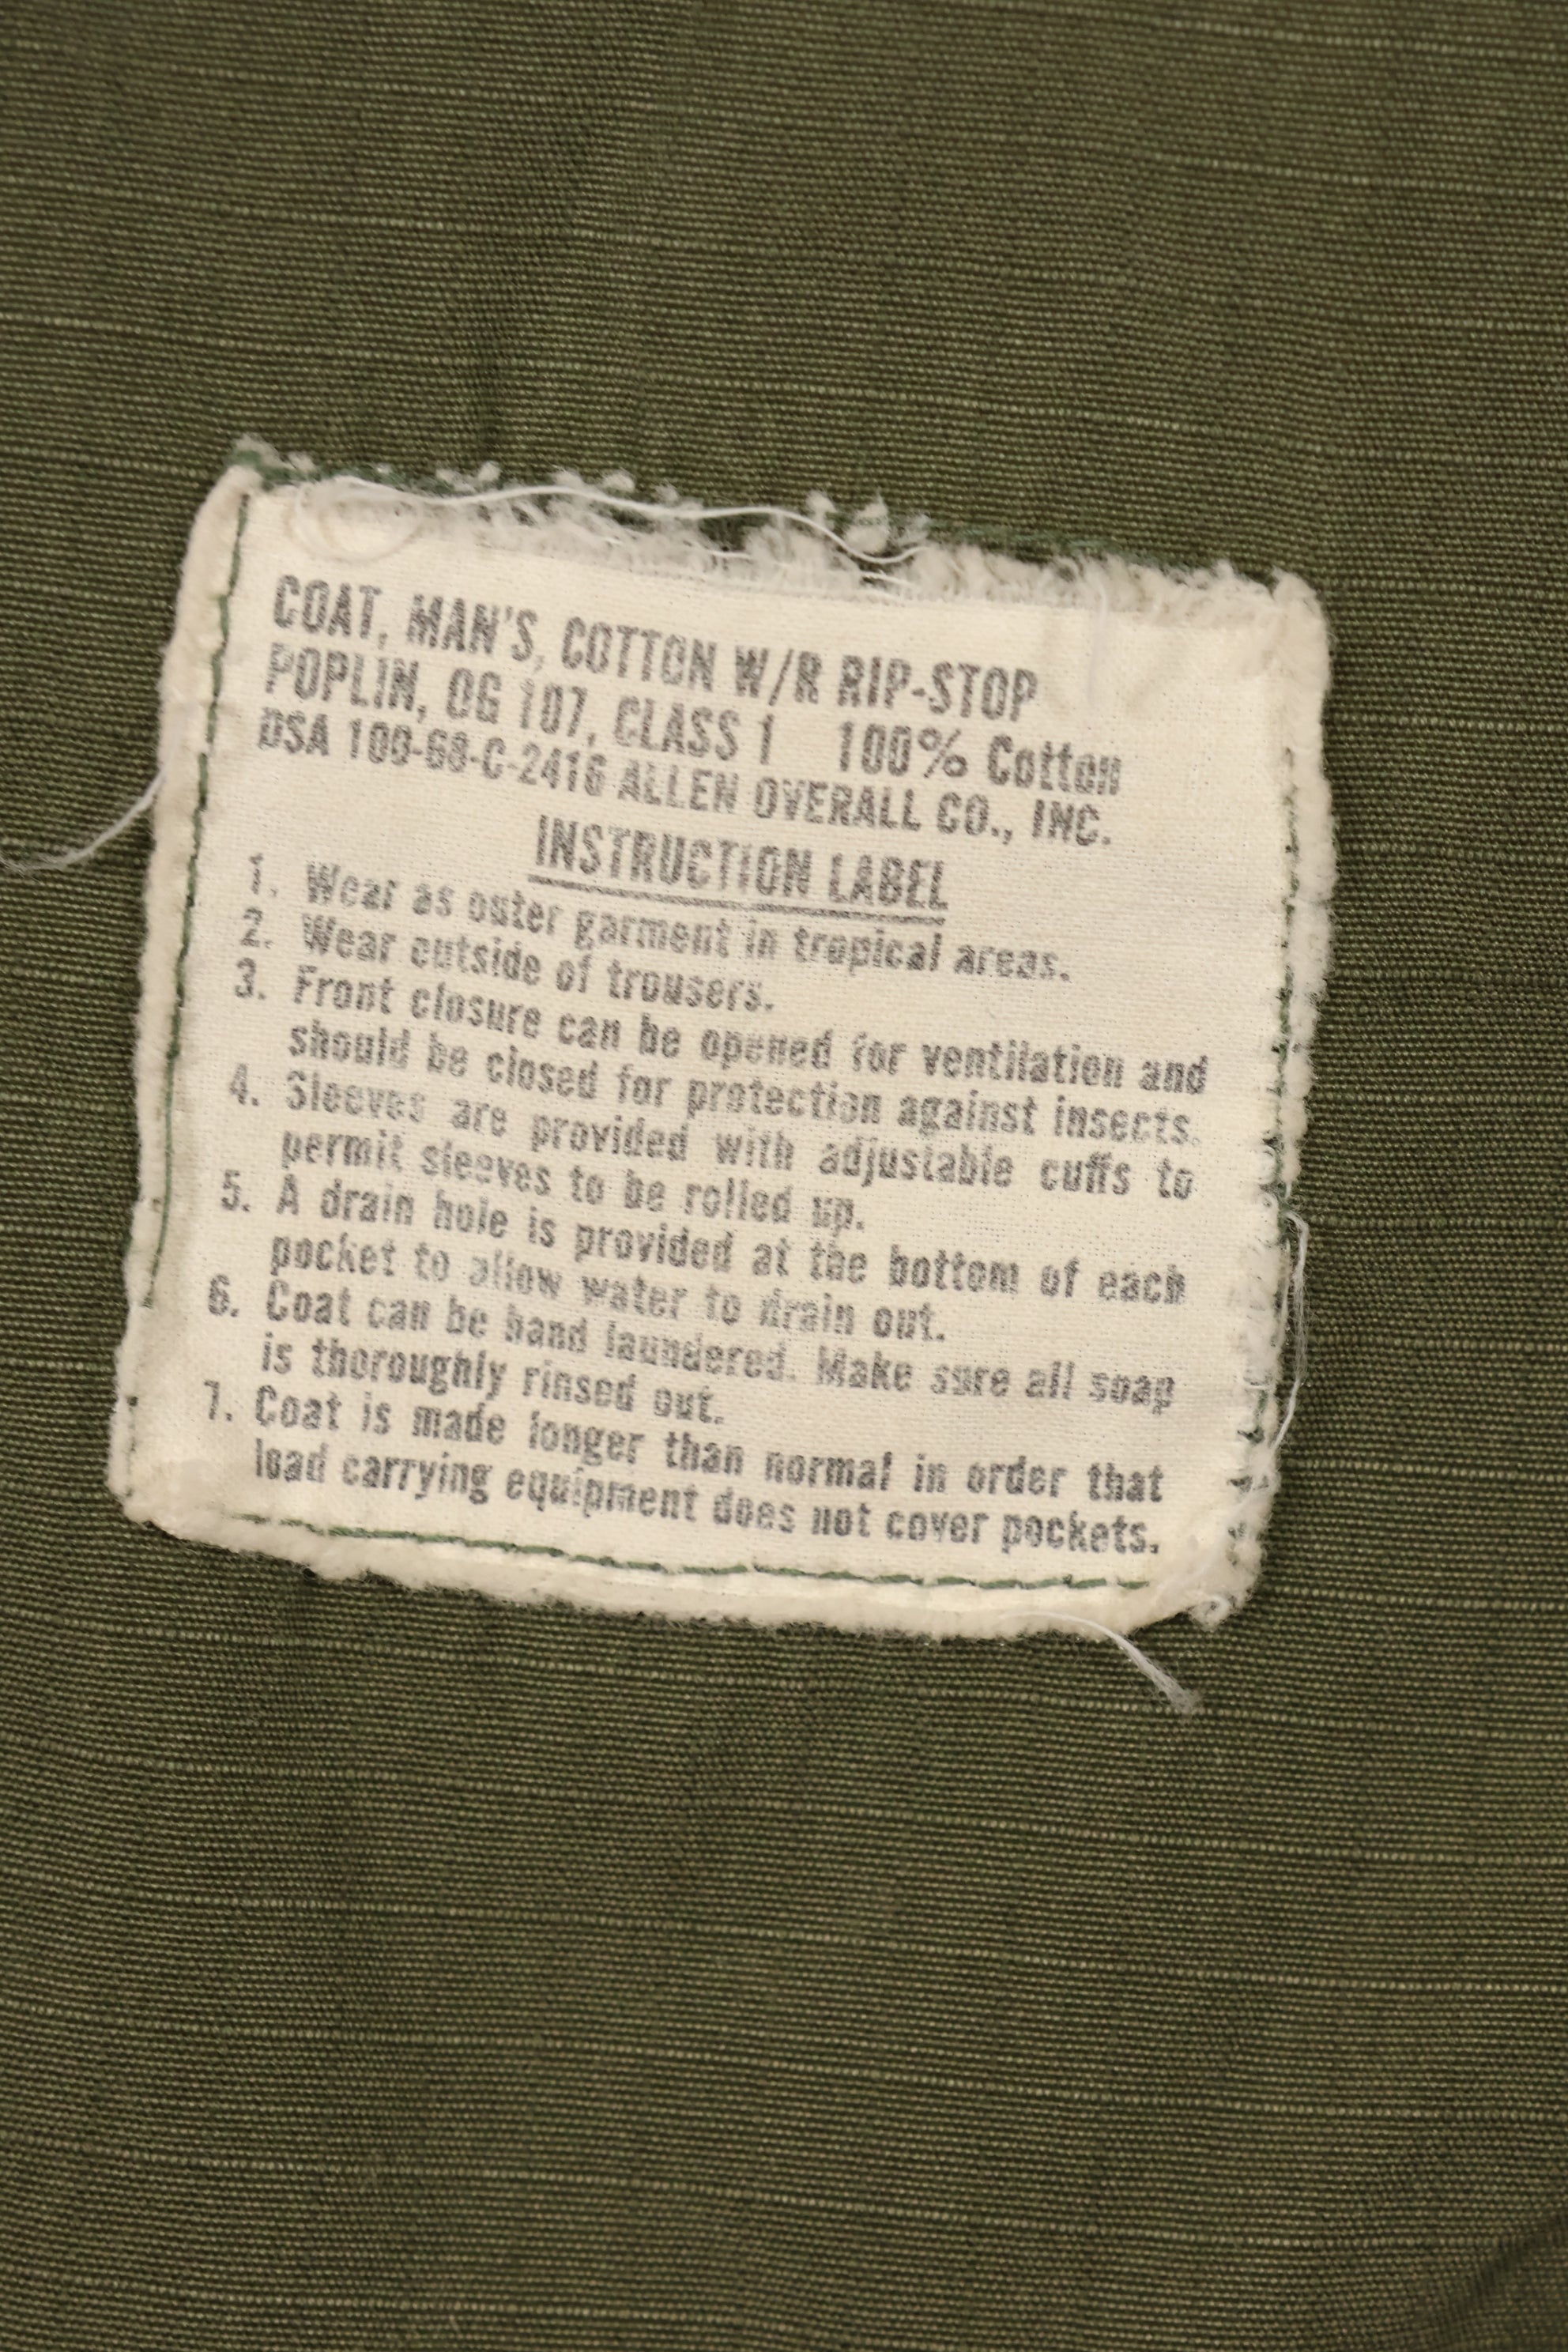 COAT, MAN'S, COTTON W/R RIP-STOP
POPLIN, OG 107, CLASS 1 100% Cotton
DSA 100-68-C-2416 ALLEN OVERALL CO., INC.
INSTRUCTION LABEL
1. Wear as outer garment in tropical areas.
2. Wear outside of trousers.
3. Front closure can be opened for ventilation and
should be closed for protection against insects.
4. Sleeves are provided with adjustable cuffs to
permit sleeves to be rolled up.
5. A drain hole is provided at the bottom of each
pocket to allow water to drain out.
6. Coat can be hand laundered. Make sure all soap
is thoroughly rinsed out.
7. Coat is made longer than normal in order that
load carrying equipment does not cover pockets.